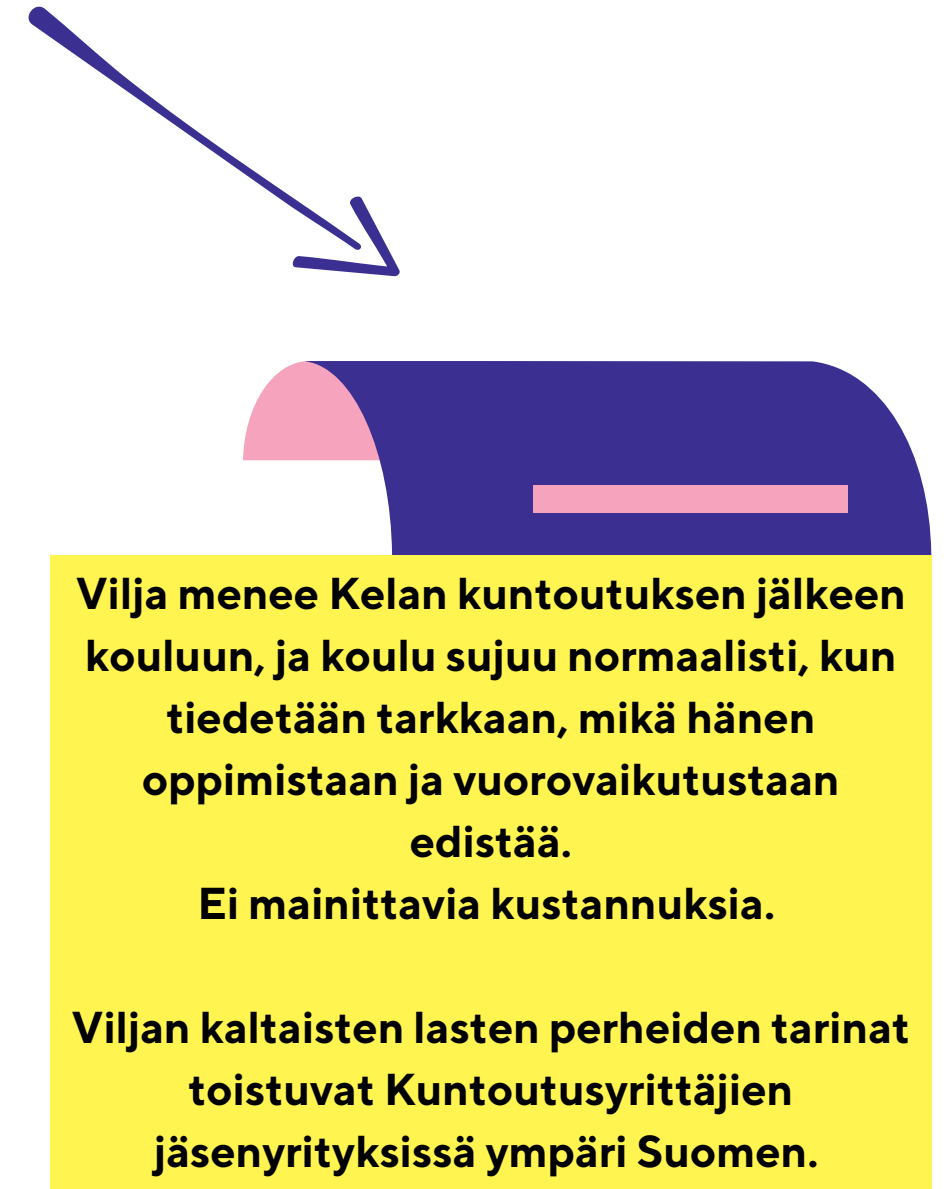 Vilja menee Kelan kuntoutuksen jälkeen
kouluun, ja koulu sujuu normaalisti, kun
tiedetään tarkkaan, mikä hänen
oppimistaan ja vuorovaikutustaan
edistää.
Ei mainittavia kustannuksia.
Viljan kaltaisten lasten perheiden tarinat
toistuvat Kuntoutusyrittäjien
jäsenyrityksissä ympäri Suomen.